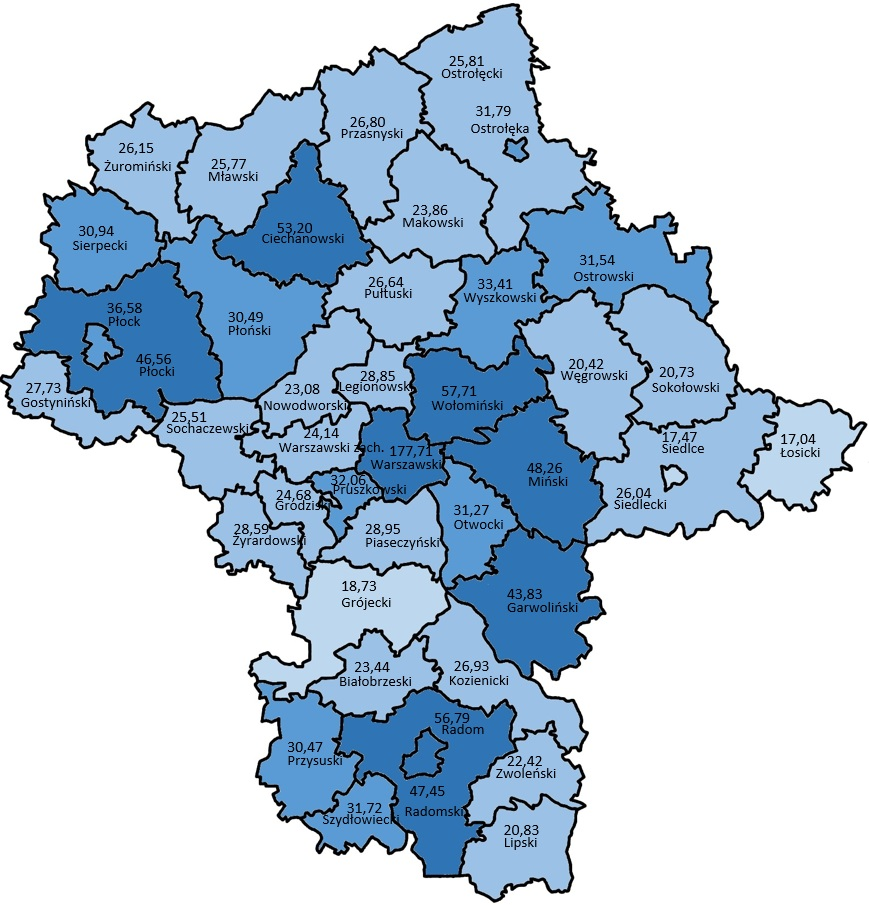 25,81
Ostrołęcki
31,79
Ostrołęka
26,80
Przasnyski
26,15
Żuromiński
25,77
Mławski
23,86
Makowski
53,20
Ciechanowski
30,94
Sierpecki
31,54
Ostrowski
26,64
Pułtuski
33,41
Wyszkowski
36,58
Płock
30,49
Płoński
46,56
Płocki
20,42
Węgrowski
20,73
Sokołowski
27,73
Gostyniński
23,08
Nowodworski
28,85
Legionowski
57,71
Wołomiński
25,51
Sochaczewski
24,14
Warszawski zach.
177,71
Warszawski
17,47
Siedlce
17,04
Łosicki
48,26
Miński
26,04
Siedlecki
32,06
Pruszkowski
24,68
Grodziski
31,27
Otwocki
28,59
Żyrardowski
28,95
Piaseczyński
18,73
Grójecki
43,83
Garwoliński
23,44
Białobrzeski
26,93
Kozienicki
56,79
Radom
30,47
Przysuski
22,42
Zwoleński
47,45
Radomski
31,72
Szydłowiecki
20,83
Lipski